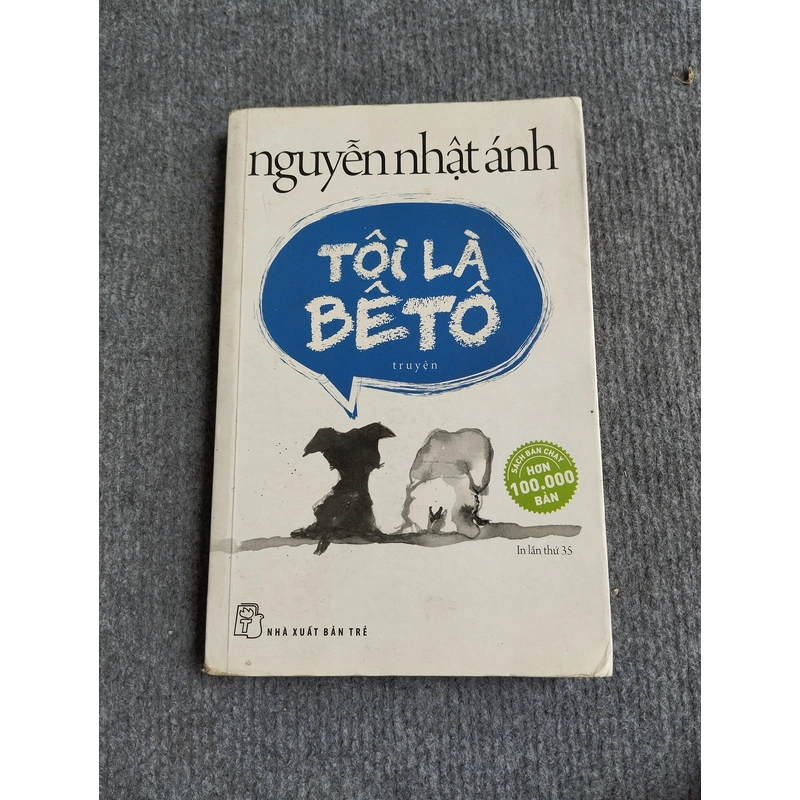 nguyễn nhật ánh
TÔi LÀ
BÊTÔ
truyện
SÁCH BÁN CHẠY
HƠN
100.000
BẢN
In lần thứ 35
T
NHÀ XUẤT BẢN TRẺ